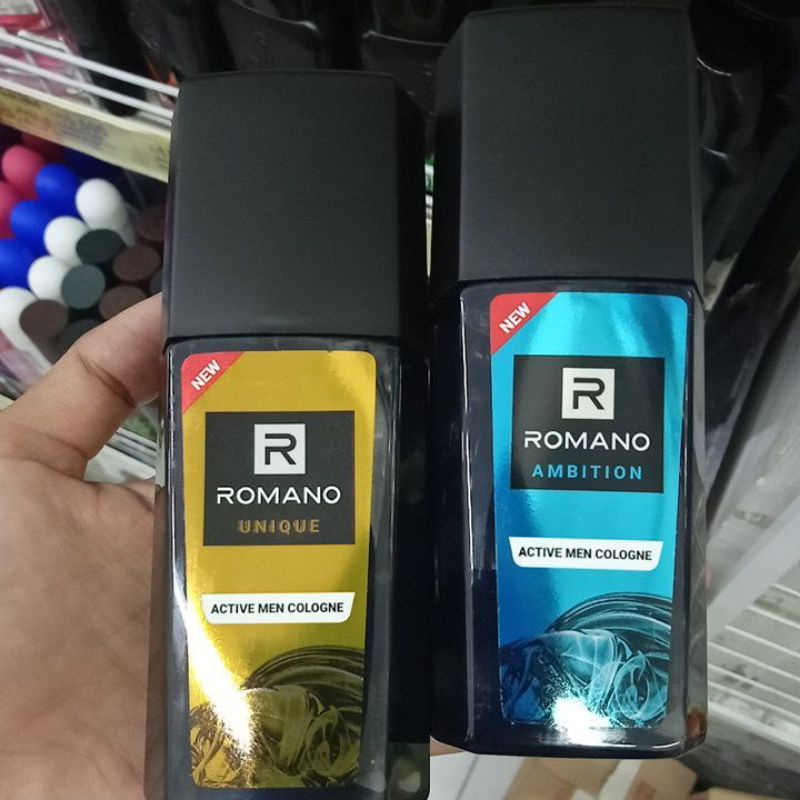 NEW
R
ROMANO
UNIQUE
ACTIVE MEN COLOGNE
NEW
R
ROMANO
AMBITION
ACTIVE MEN COLOGNE